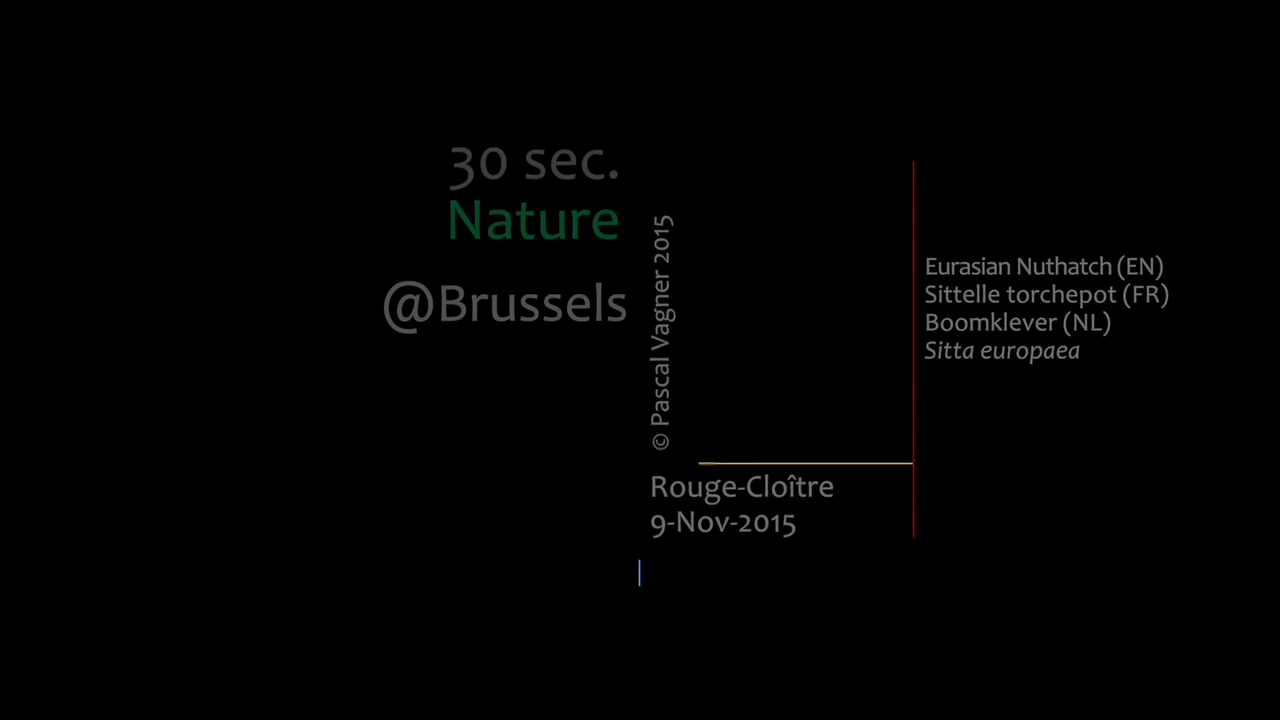 30 sec.
Nature
@Brussels
© Pascal Vagner 2015
Rouge-Cloître
9-Nov-2015
Eurasian Nuthatch (EN)
Sittelle torchepot (FR)
Boomklever (NL)
Sitta europaea